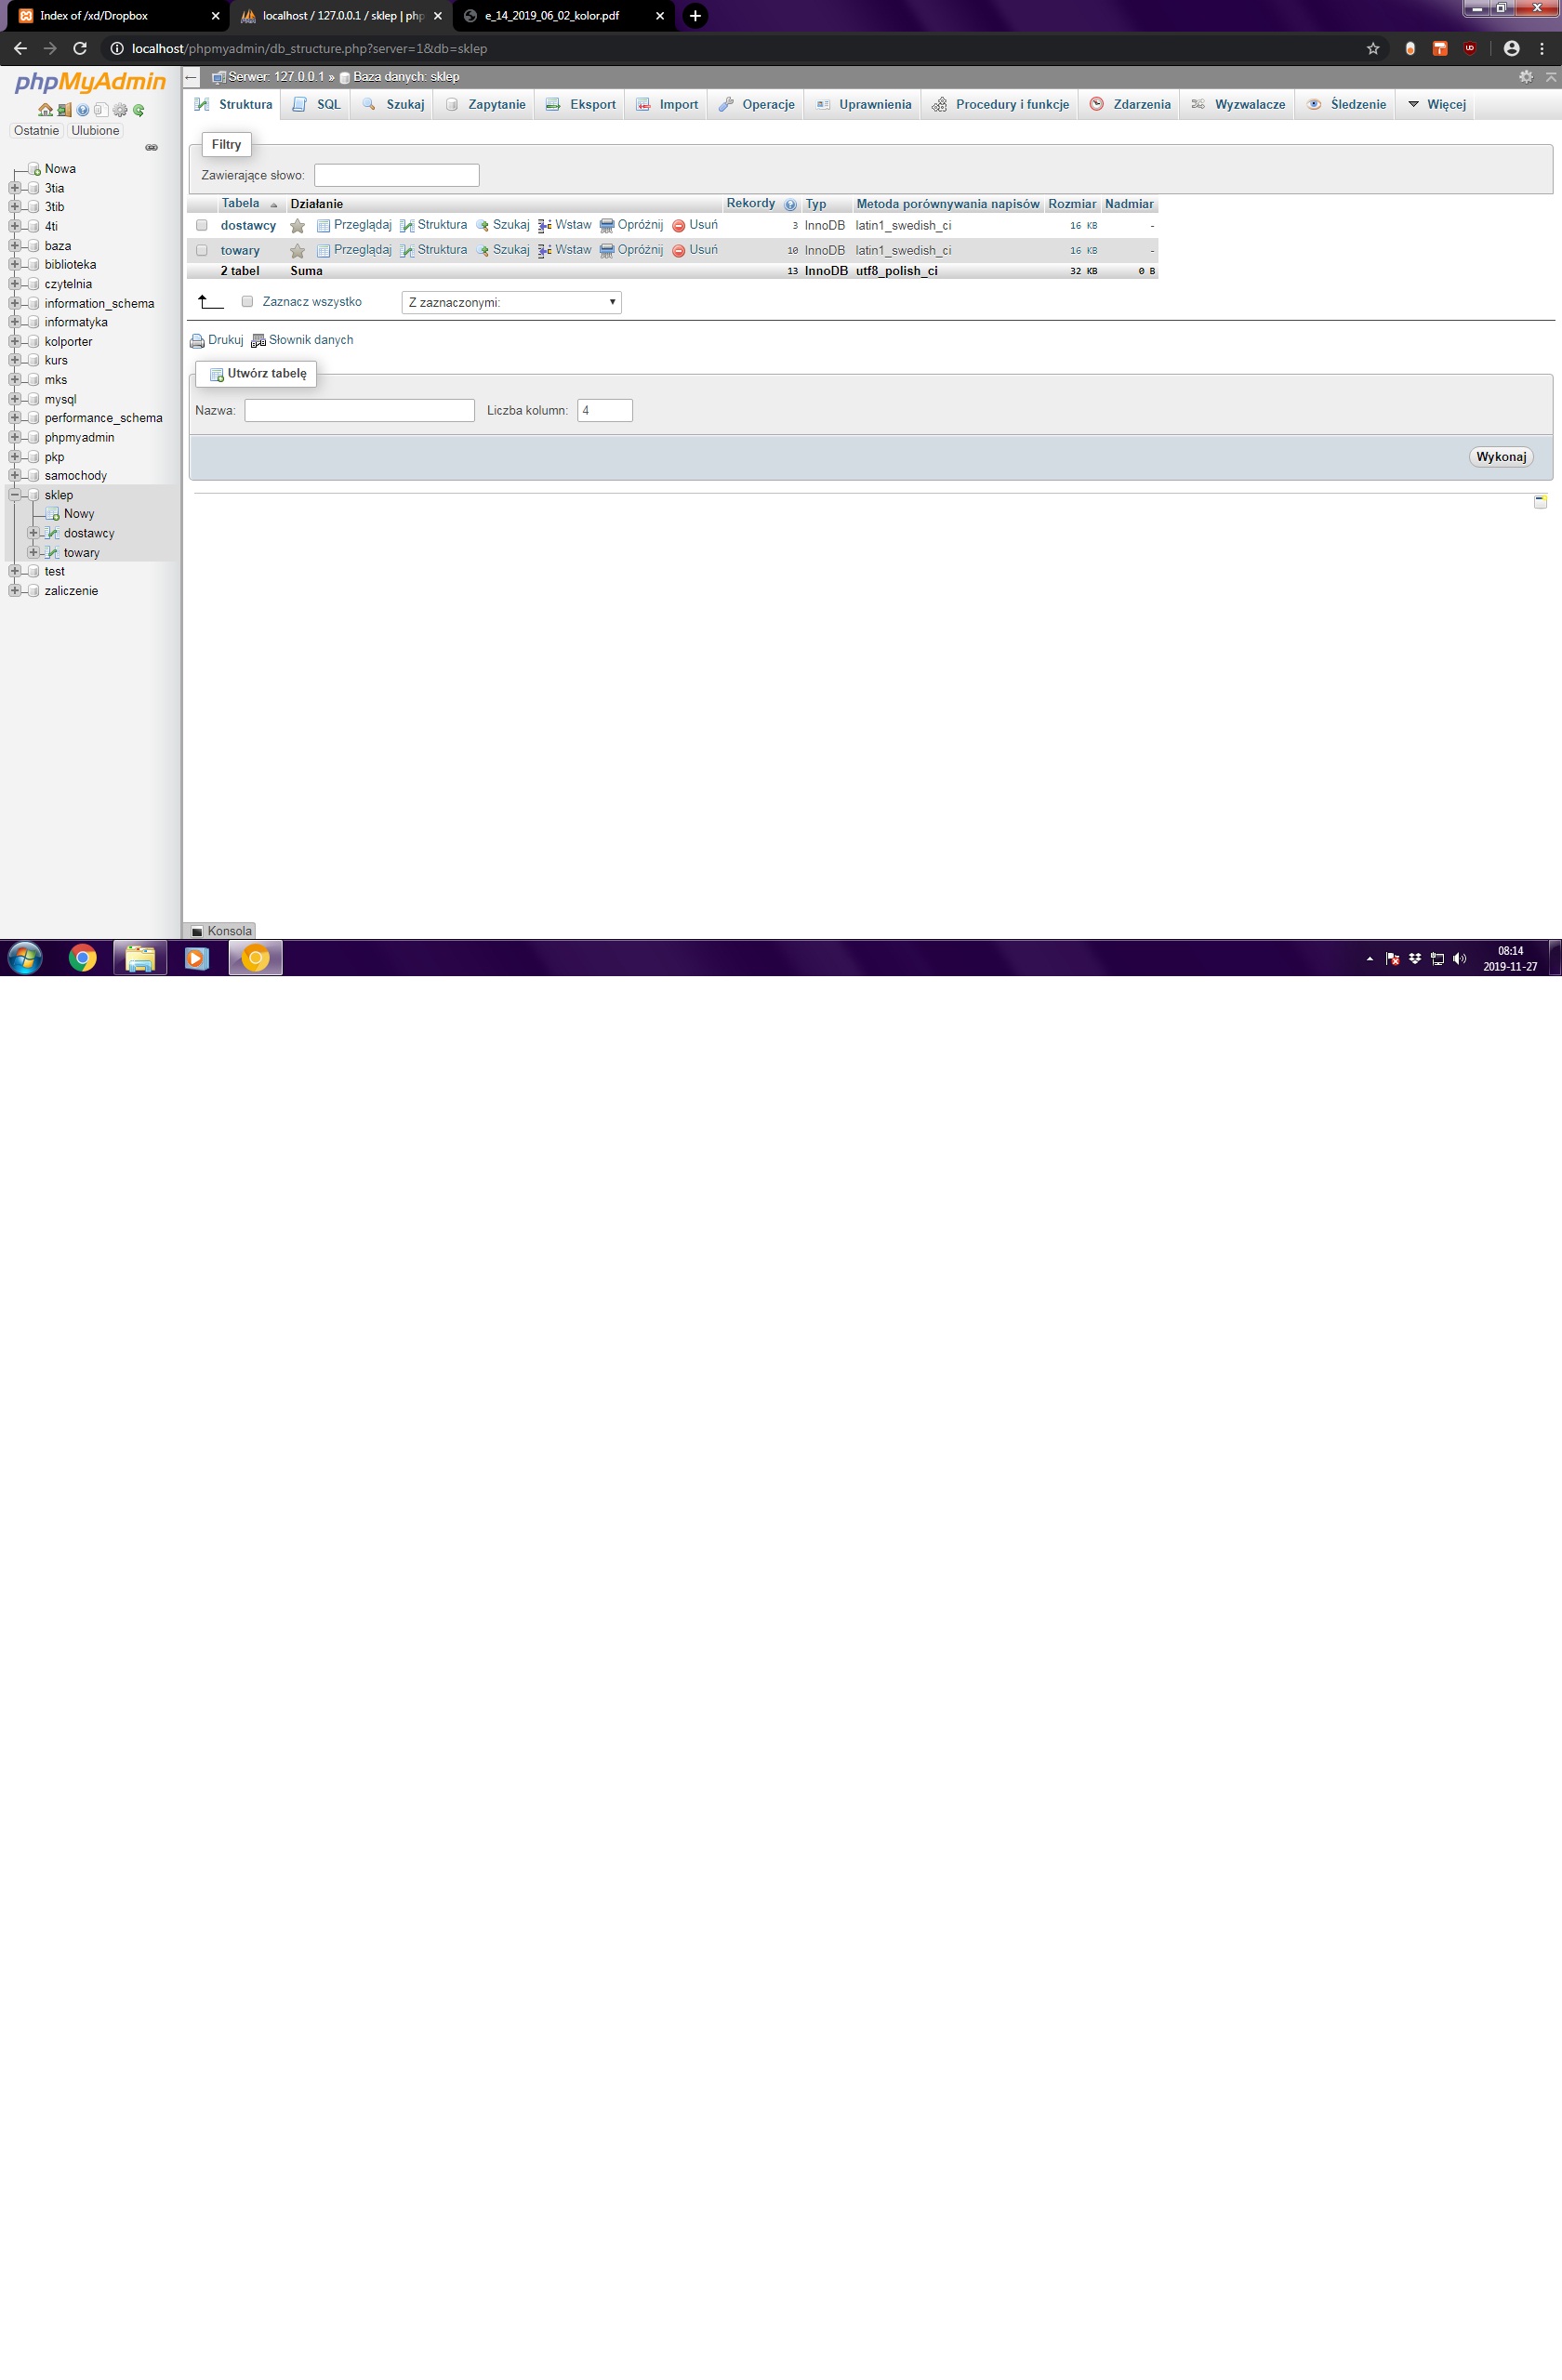 Index of /xd/Dropbox
localhost / 127.0.0.1 / sklep | php
e_14_2019_06_02_kolor.pdf
localhost/phpmyadmin/db_structure.php?server=1&db=sklep
phpMyAdmin
Ostatnie Ulubione
Nowa
3tia
3tib
4ti
baza
biblioteka
czytelnia
information_schema
informatyka
kolporter
kurs
mks
mysql
performance_schema
phpmyadmin
pkp
samochody
sklep
Nowy
dostawcy
towary
test
zaliczenie
Serwer: 127.0.0.1 » Baza danych: sklep
Struktura SQL Szukaj Zapytanie Eksport Import Operacje Uprawnienia Procedury i funkcje Zdarzenia Wyzwalacze Śledzenie Więcej
Filtry
Zawierające słowo:
Tabela Działanie Rekordy Typ Metoda porównywania napisów Rozmiar Nadmiar
dostawcy Przeglądaj Struktura Szukaj Wstaw Opróżnij Usuń 3 InnoDB latin1_swedish_ci 16 KB -
towary Przeglądaj Struktura Szukaj Wstaw Opróżnij Usuń 10 InnoDB latin1_swedish_ci 16 KB -
2 tabel Suma 13 InnoDB utf8_polish_ci 32 KB 0 B
Zaznacz wszystko Z zaznaczonymi:
Drukuj Słownik danych
Utwórz tabelę
Nazwa: Liczba kolumn: 4
Wykonaj
Konsola
08:14
2019-11-27